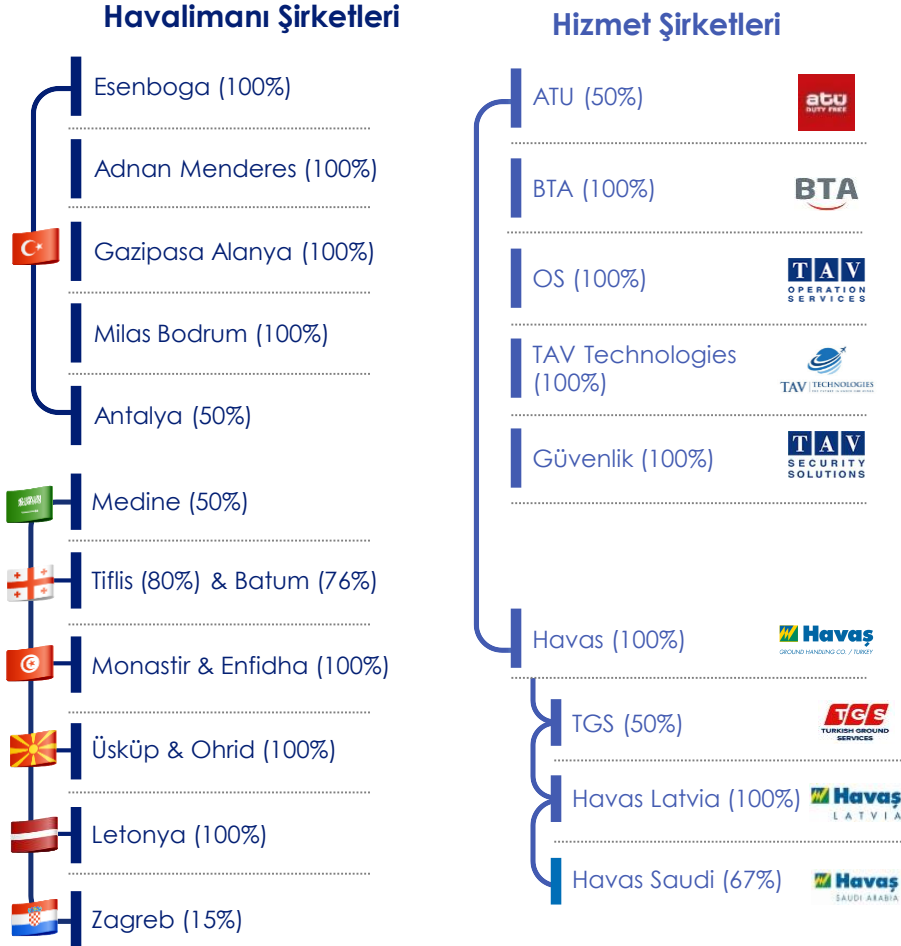 Havalimanı Şirketleri
Esenboga (100%)
Adnan Menderes (100%)
Gazipasa Alanya (100%)
Milas Bodrum (100%)
Antalya (50%)
Medine (50%)
Tiflis (80%) & Batum (76%)
Monastir & Enfidha (100%)
Üsküp & Ohrid (100%)
Letonya (100%)
Zagreb (15%)
Hizmet Şirketleri
ATU (50%)
atü
DUTY FREE
BTA (100%)
BTA
OS (100%)
TAV
OPERATION
SERVICES
TAV Technologies
(100%)
TAV TECHNOLOGIES
Güvenlik (100%)
TAV
SECURITY
SOLUTIONS
Havas (100%)
Havaş
GROUND HANDLING CO. / TURKEY
TGS (50%)
TGS
TURKISH GROUND
SERVICES
Havas Latvia (100%)
Havaş
LATVIA
Havas Saudi (67%)
Havaş
SAUDI ARABIA